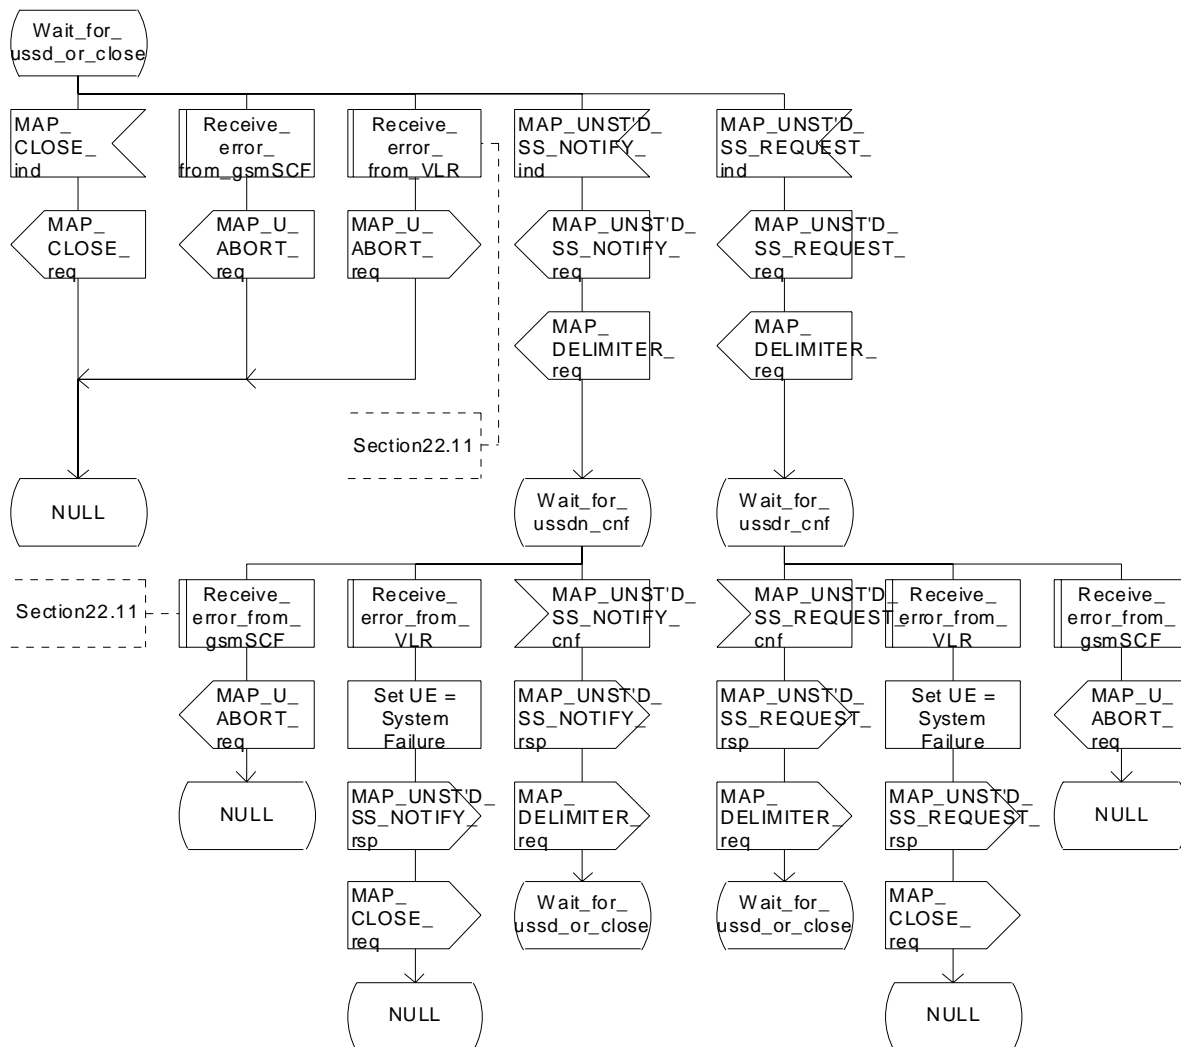 Wait_for_
ussd_or_close
MAP_
CLOSE_
ind
Receive_
error_
from_gsmSCF
Receive_
error_
from_VLR
MAP_UNST'D_
SS_NOTIFY_
ind
MAP_UNST'D_
SS_REQUEST_
ind
MAP_
CLOSE_
req
MAP_U_
ABORT_
req
MAP_U_
ABORT_
req
MAP_UNST'D_
SS_NOTIFY_
req
MAP_UNST'D_
SS_REQUEST_
req
MAP_
DELIMITER_
req
MAP_
DELIMITER_
req
Section22.11
NULL
Wait_for_
ussdn_cnf
Wait_for_
ussdr_cnf
Section22.11
Receive_
error_from_
gsmSCF
Receive_
error_from_
VLR
MAP_UNST'D_
SS_NOTIFY_
cnf
MAP_UNST'D_
SS_REQUEST_
cnf
Receive_
error_from_
VLR
Receive_
error_from_
gsmSCF
MAP_U_
ABORT_
req
Set UE =
System
Failure
MAP_UNST'D_
SS_NOTIFY_
rsp
MAP_UNST'D_
SS_REQUEST_
rsp
Set UE =
System
Failure
MAP_U_
ABORT_
req
NULL
MAP_UNST'D_
SS_NOTIFY_
rsp
MAP_
DELIMITER_
req
MAP_
DELIMITER_
req
MAP_UNST'D_
SS_REQUEST_
rsp
NULL
MAP_
CLOSE_
req
Wait_for_
ussd_or_close
Wait_for_
ussd_or_close
MAP_
CLOSE_
req
NULL
NULL